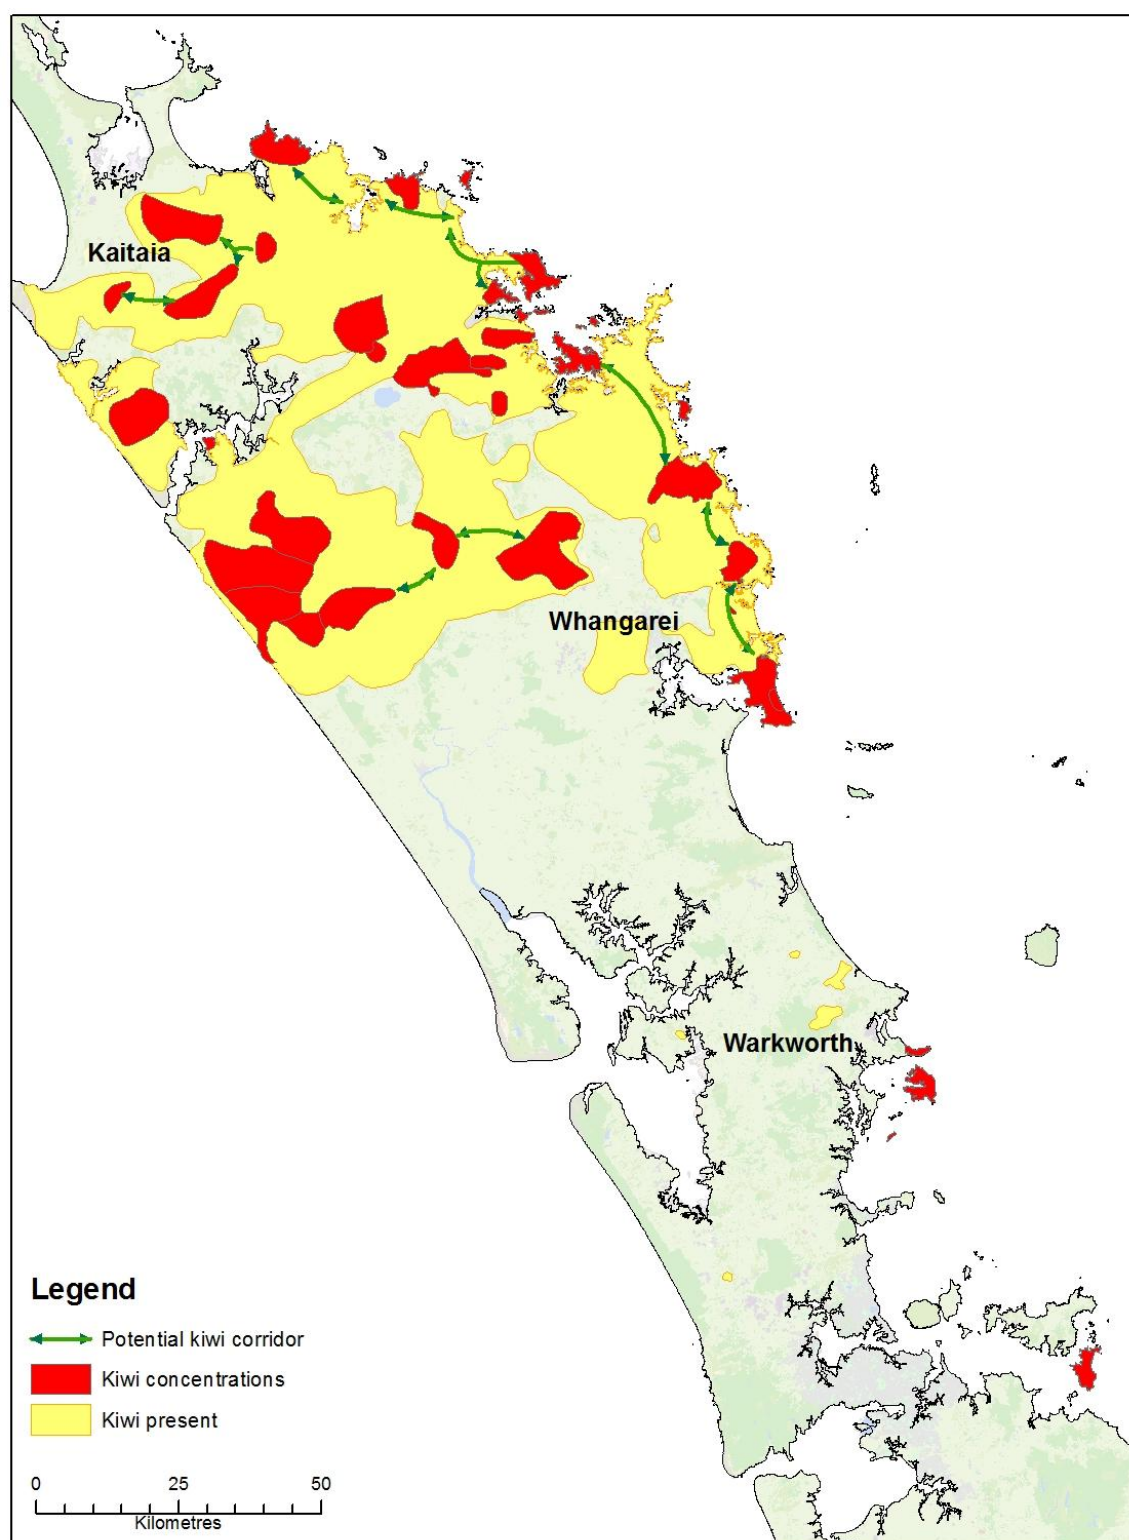 Kaitaia
Whangarei
Warkworth
Legend
Potential kiwi corridor
Kiwi concentrations
Kiwi present
0 25 50
Kilometres